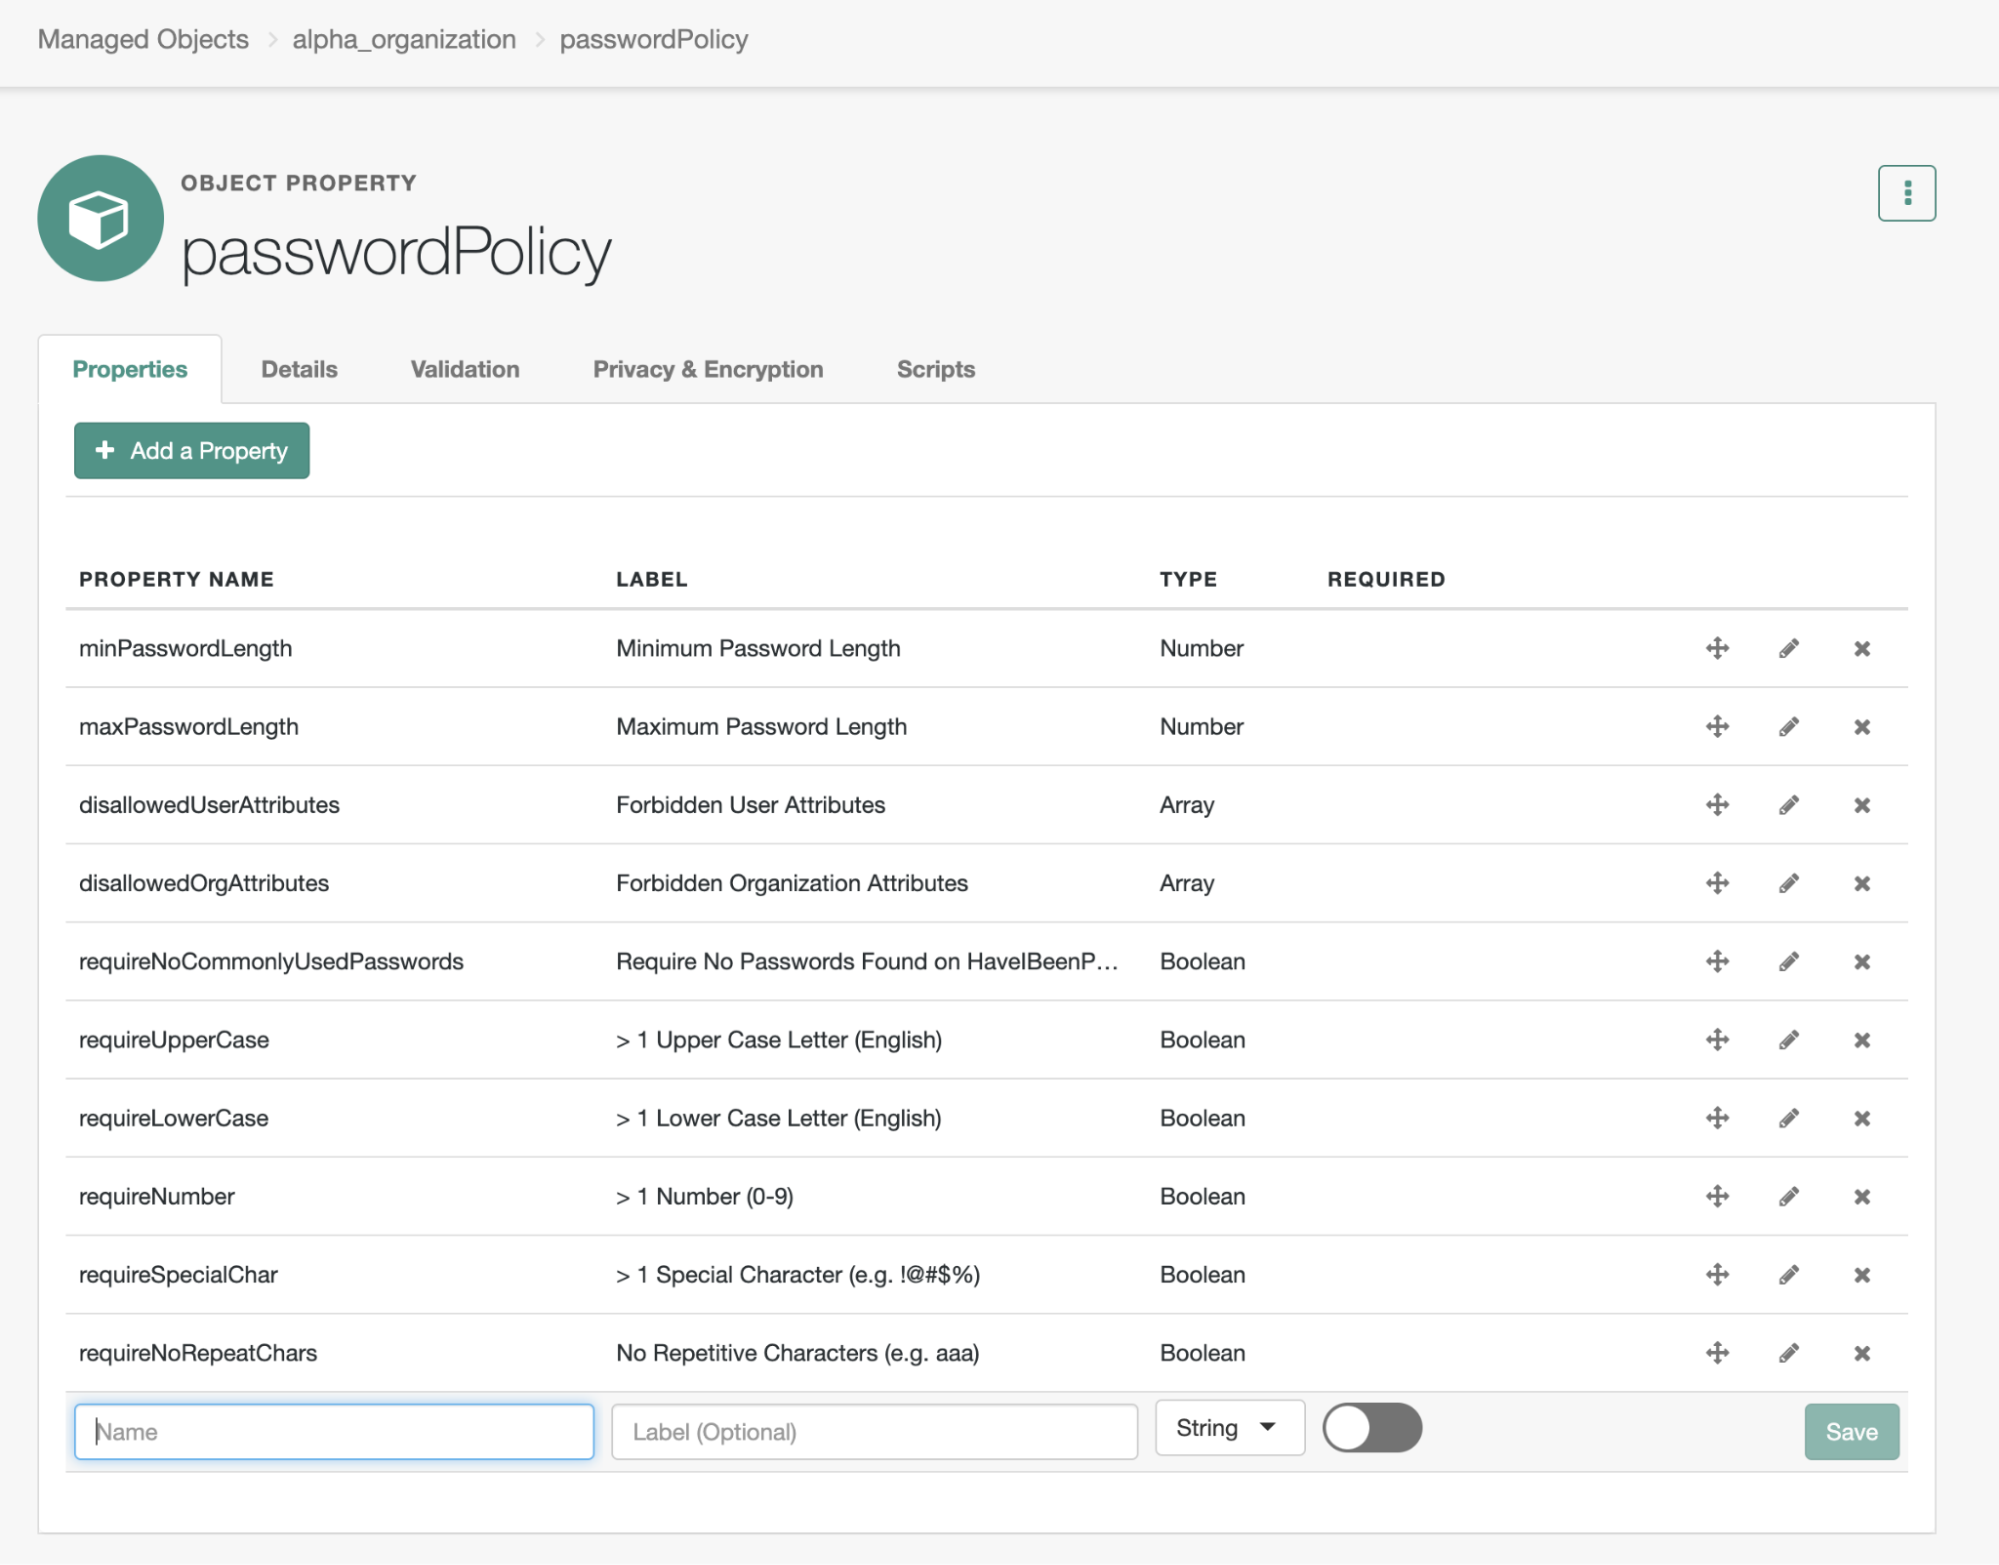 Managed Objects > alpha_organization > passwordPolicy
OBJECT PROPERTY
passwordPolicy
Properties Details Validation Privacy & Encryption Scripts
+ Add a Property
PROPERTY NAME LABEL TYPE REQUIRED
minPasswordLength Minimum Password Length Number
maxPasswordLength Maximum Password Length Number
disallowedUserAttributes Forbidden User Attributes Array
disallowedOrgAttributes Forbidden Organization Attributes Array
requireNoCommonlyUsedPasswords Require No Passwords Found on HaveIBeenP... Boolean
requireUpperCase > 1 Upper Case Letter (English) Boolean
requireLowerCase > 1 Lower Case Letter (English) Boolean
requireNumber > 1 Number (0-9) Boolean
requireSpecialChar > 1 Special Character (e.g. !@#$%) Boolean
requireNoRepeatChars No Repetitive Characters (e.g. aaa) Boolean
Name Label (Optional) String Save